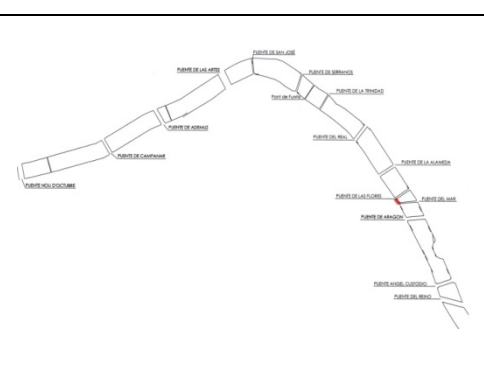 PUENTE DE SAN JOSÉ
PUENTE DE LAS ARTES
PUENTE DE SERRANOS
PUENTE DE LA TRINIDAD
Pont de Fusta
PUENTE DE ADEMUZ
PUENTE DEL REAL
PUENTE DE CAMPANAR
PUENTE DE LA ALAMEDA
PUENTE NOU D'OCTUBRE
PUENTE DE LAS FLORES
PUENTE DEL MAR
PUENTE DE ARAGON
PUENTE ANGEL CUSTODIO
PUENTE DEL REINO